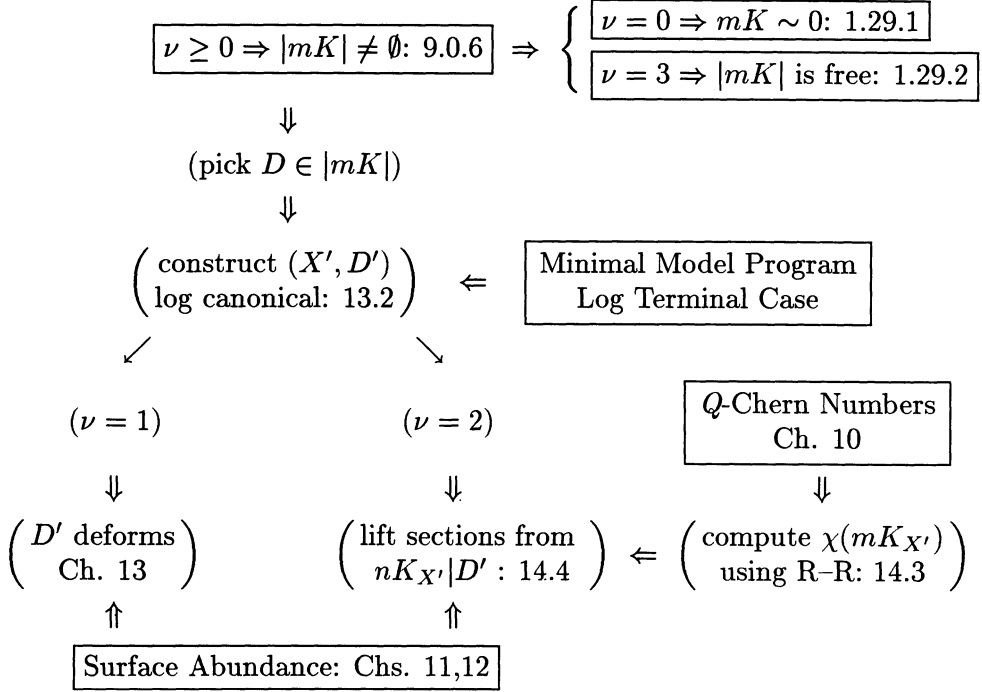 ν ≥ 0 ⇒ |mK| ≠ ∅: 9.0.6 ⇒ { ν = 0 ⇒ mK ∼ 0: 1.29.1
ν = 3 ⇒ |mK| is free: 1.29.2
⇓
(pick D ∈ |mK|)
⇓
( construct (X′, D′)
log canonical: 13.2 ) ⇐ Minimal Model Program
Log Terminal Case
↙ ↘
(ν = 1) (ν = 2) Q-Chern Numbers
Ch. 10
⇓ ⇓ ⇓
( D′ deforms
Ch. 13 )
( lift sections from
nK_{X′}|D′ : 14.4 ) ⇐ ( compute χ(mK_{X′})
using R–R: 14.3 )
⇑ ⇑
Surface Abundance: Chs. 11,12